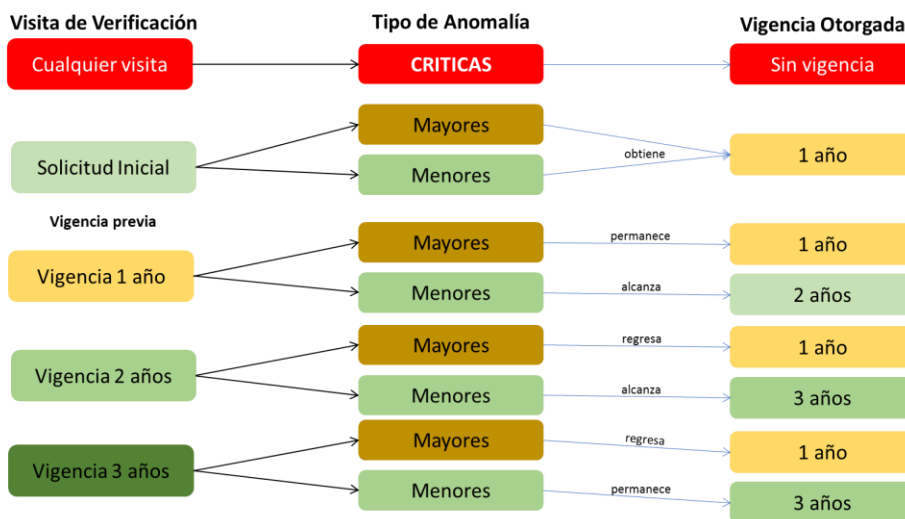 Visita de Verificación
Tipo de Anomalía
Vigencia Otorgada
Cualquier visita
CRITICAS
Sin vigencia
Solicitud Inicial
Mayores
Menores
obtiene
1 año
Vigencia previa
Vigencia 1 año
Mayores
permanece
1 año
Menores
alcanza
2 años
Vigencia 2 años
Mayores
regresa
1 año
Menores
alcanza
3 años
Vigencia 3 años
Mayores
regresa
1 año
Menores
permanece
3 años